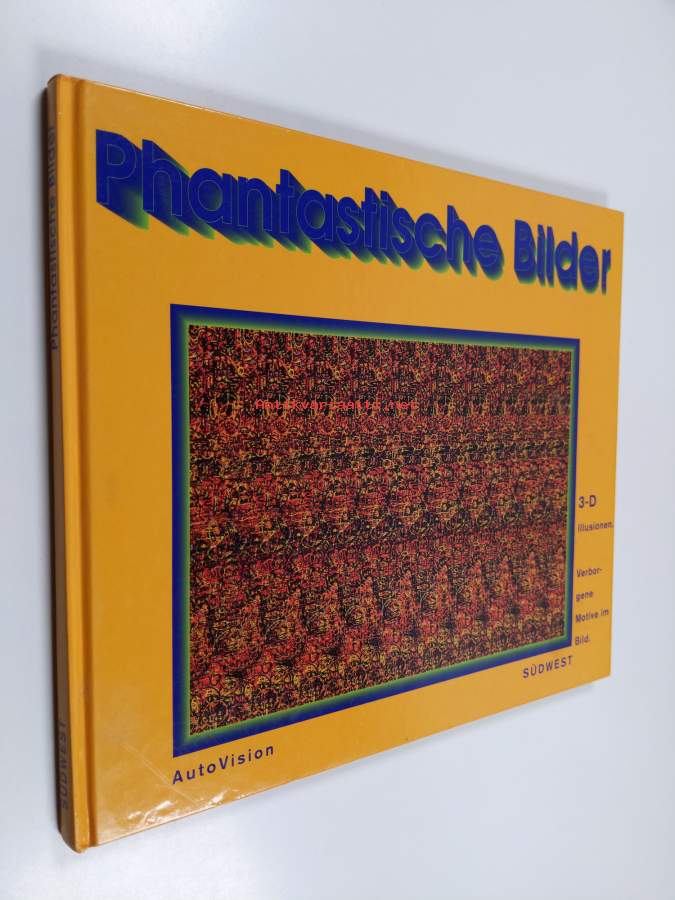 Phantastische Bilder
Phantastische Bilder
Antikvariaatti.net
3-D
Illusionen.
Verbor-
gene
Motive im
Bild.
SÜDWEST
AutoVision
SÜDWEST